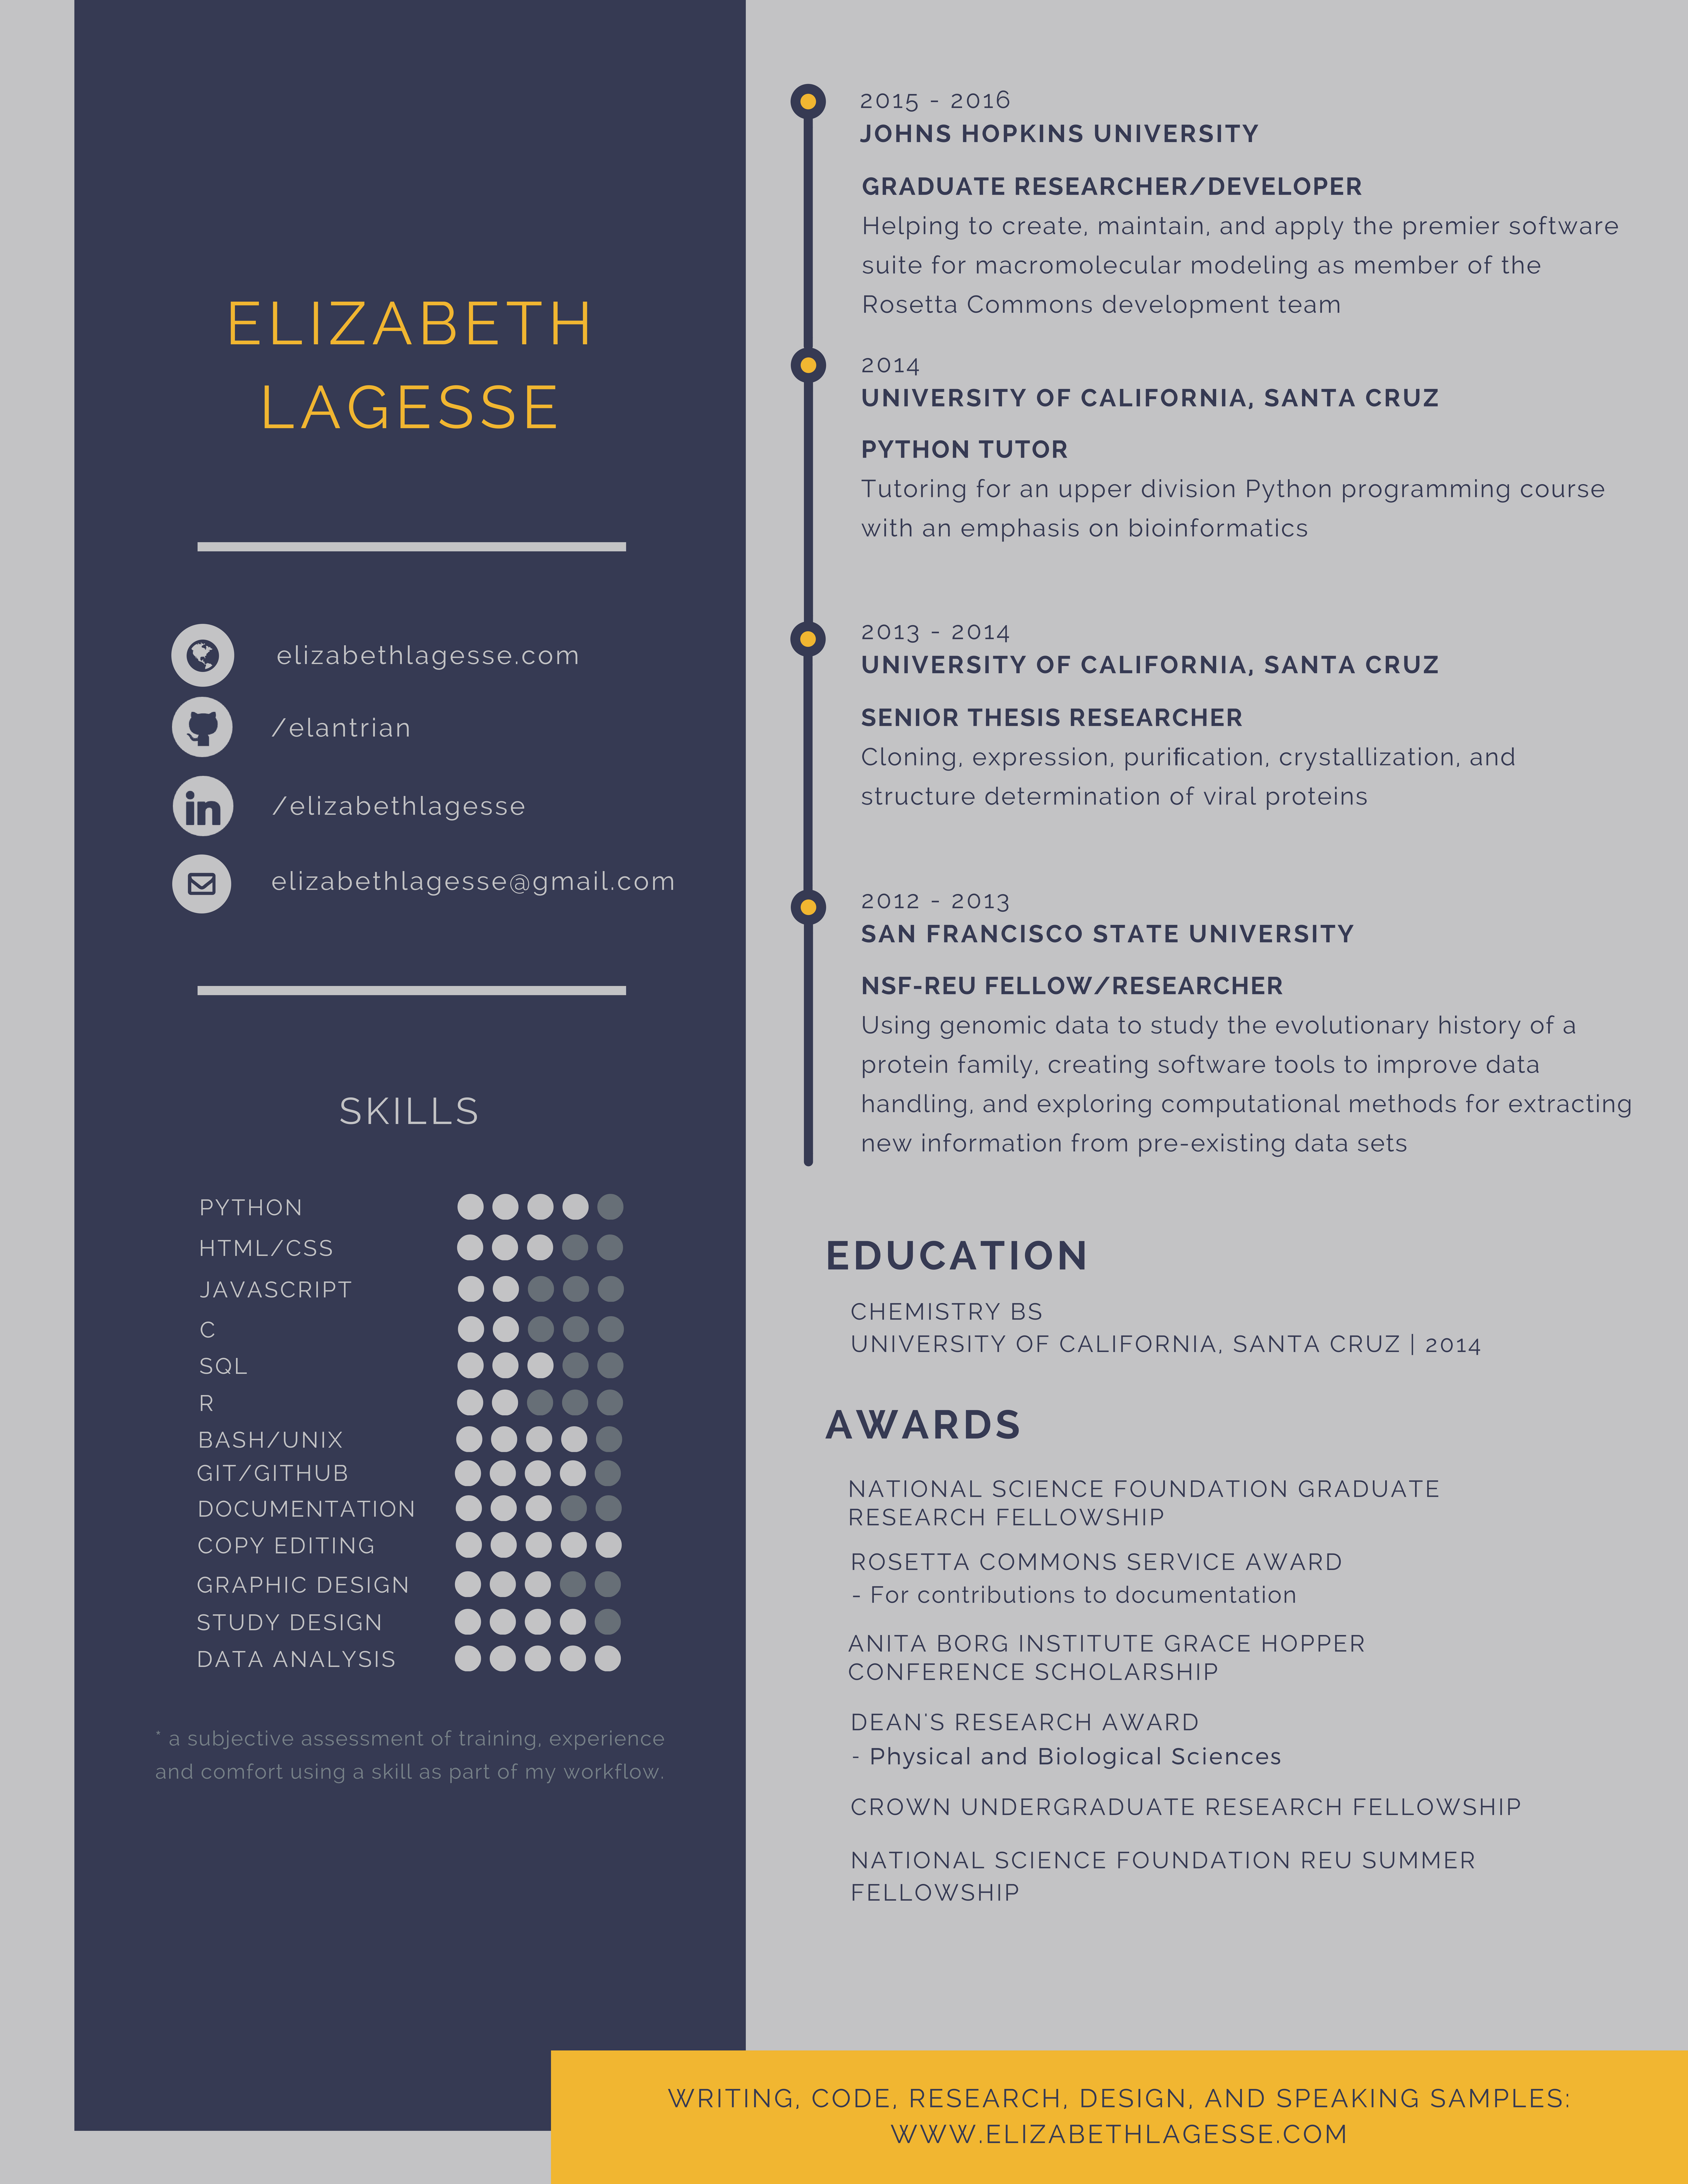 ELIZABETH
LAGESSE
elizabethlagesse.com
/elantrian
/elizabethlagesse
elizabethlagesse@gmail.com
SKILLS
PYTHON
HTML/CSS
JAVASCRIPT
C
SQL
R
BASH/UNIX
GIT/GITHUB
DOCUMENTATION
COPY EDITING
GRAPHIC DESIGN
STUDY DESIGN
DATA ANALYSIS
* a subjective assessment of training, experience
and comfort using a skill as part of my workflow.
2015 - 2016
JOHNS HOPKINS UNIVERSITY
GRADUATE RESEARCHER/DEVELOPER
Helping to create, maintain, and apply the premier software
suite for macromolecular modeling as member of the
Rosetta Commons development team
2014
UNIVERSITY OF CALIFORNIA, SANTA CRUZ
PYTHON TUTOR
Tutoring for an upper division Python programming course
with an emphasis on bioinformatics
2013 - 2014
UNIVERSITY OF CALIFORNIA, SANTA CRUZ
SENIOR THESIS RESEARCHER
Cloning, expression, purification, crystallization, and
structure determination of viral proteins
2012 - 2013
SAN FRANCISCO STATE UNIVERSITY
NSF-REU FELLOW/RESEARCHER
Using genomic data to study the evolutionary history of a
protein family, creating software tools to improve data
handling, and exploring computational methods for extracting
new information from pre-existing data sets
EDUCATION
CHEMISTRY BS
UNIVERSITY OF CALIFORNIA, SANTA CRUZ | 2014
AWARDS
NATIONAL SCIENCE FOUNDATION GRADUATE
RESEARCH FELLOWSHIP
ROSETTA COMMONS SERVICE AWARD
- For contributions to documentation
ANITA BORG INSTITUTE GRACE HOPPER
CONFERENCE SCHOLARSHIP
DEAN'S RESEARCH AWARD
- Physical and Biological Sciences
CROWN UNDERGRADUATE RESEARCH FELLOWSHIP
NATIONAL SCIENCE FOUNDATION REU SUMMER
FELLOWSHIP
WRITING, CODE, RESEARCH, DESIGN, AND SPEAKING SAMPLES:
WWW.ELIZABETHLAGESSE.COM